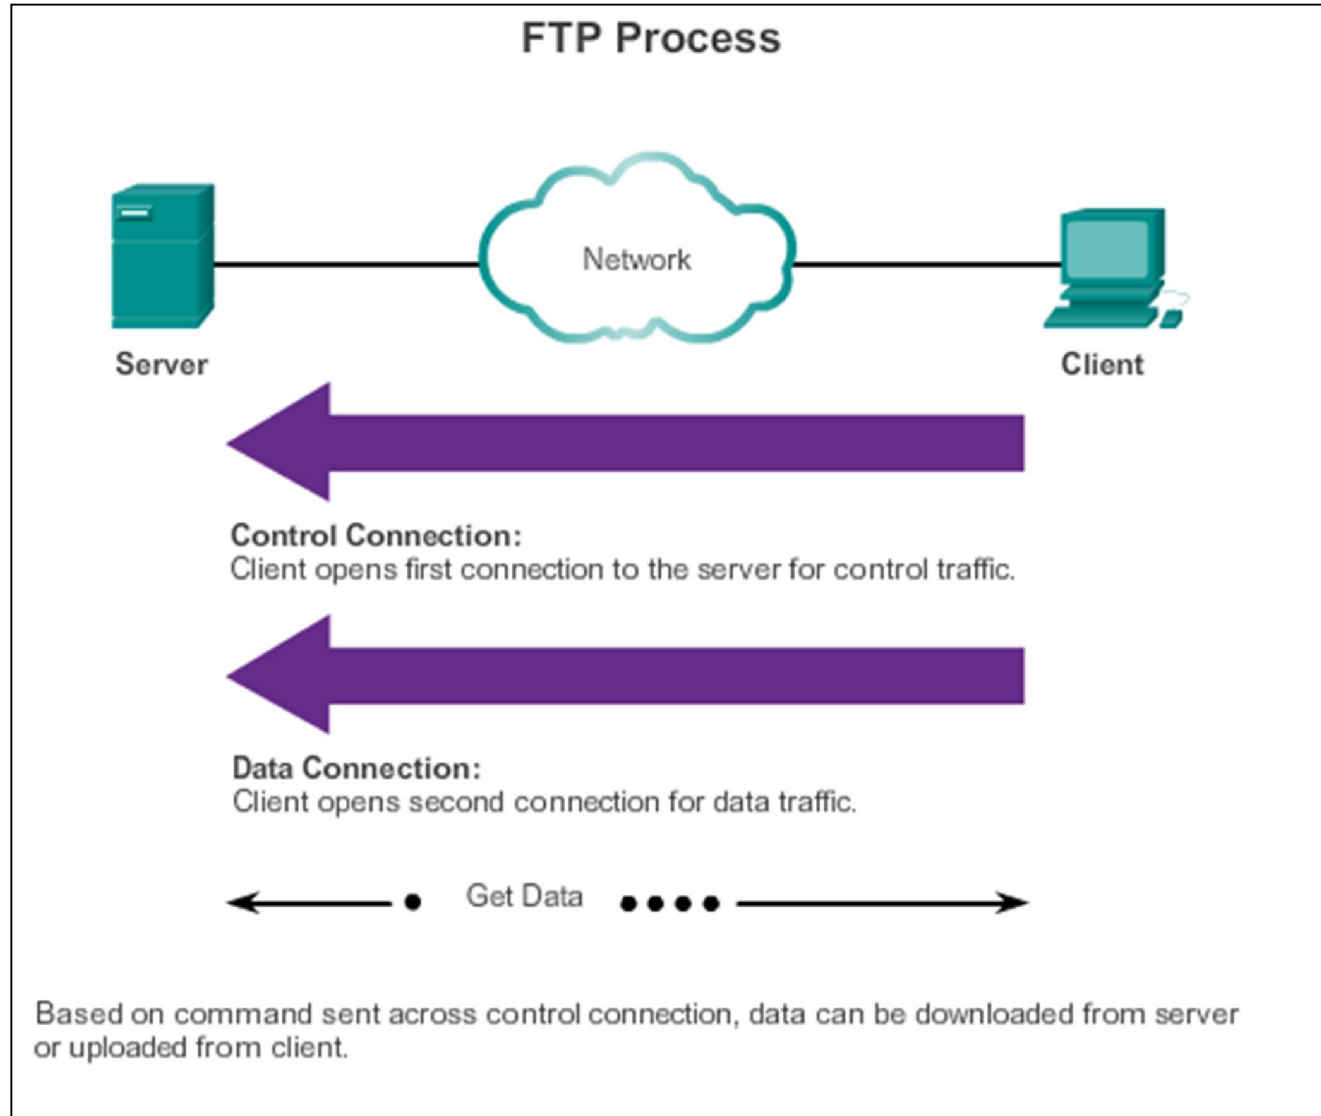 FTP Process
Network
Server
Client
Control Connection:
Client opens first connection to the server for control traffic.
Data Connection:
Client opens second connection for data traffic.
Get Data
Based on command sent across control connection, data can be downloaded from server
or uploaded from client.